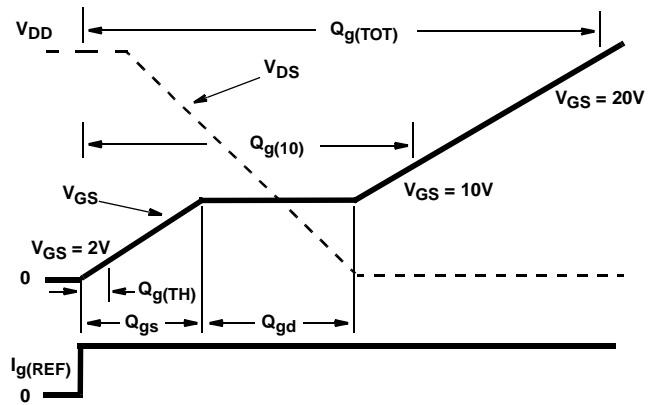 VDD
Qg(TOT)
VDS
VGS = 20V
Qg(10)
VGS
VGS = 10V
VGS = 2V
0
Qg(TH)
Qgs
Qgd
Ig(REF)
0